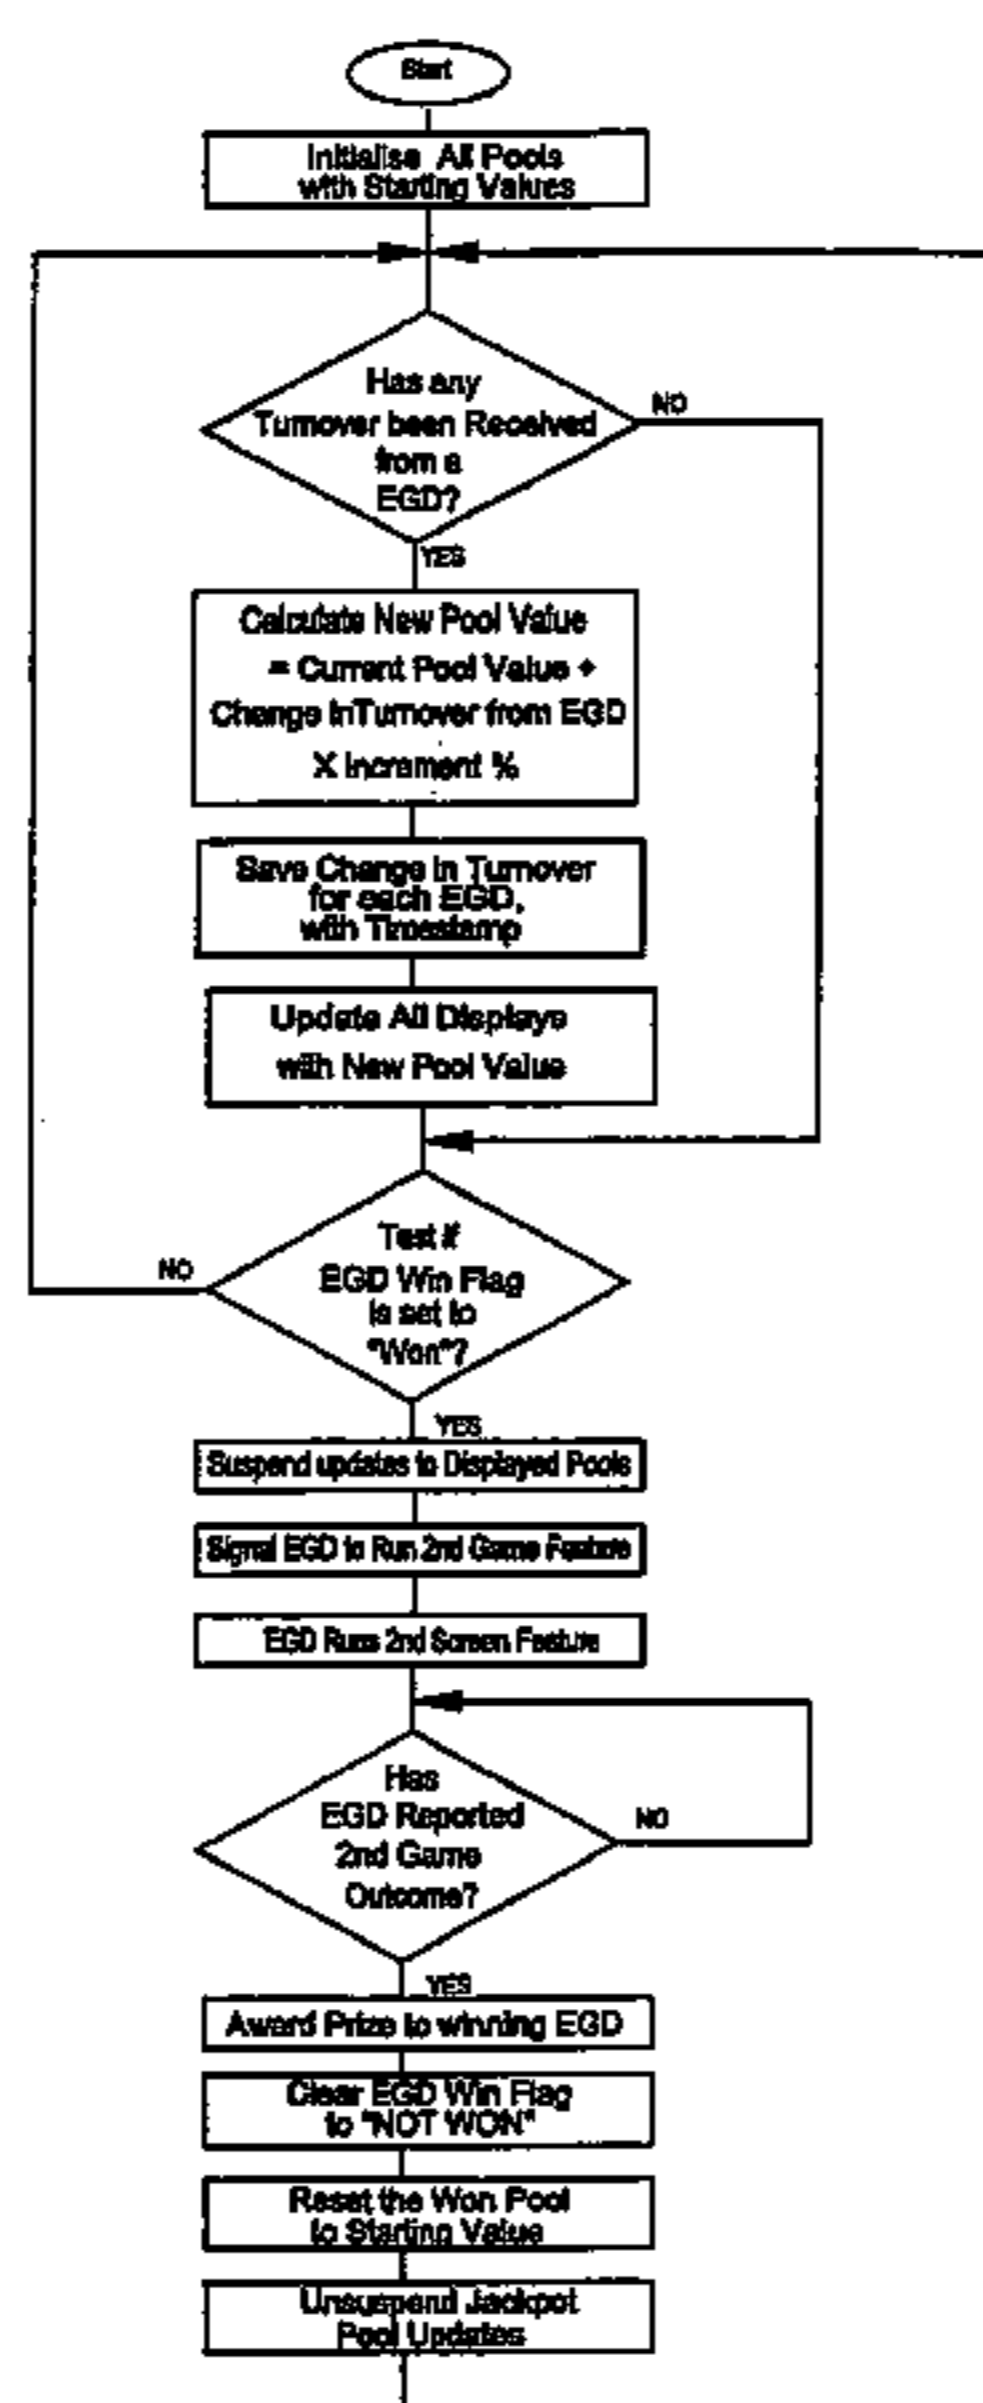 Start
Initialise All Pools
with Starting Values
Has any
Turnover been Received
from a
EGD?
NO
YES
Calculate New Pool Value
= Current Pool Value +
Change inTurnover from EGD
X Increment %
Save Change in Turnover
for each EGD,
with Timestamp
Update All Displays
with New Pool Value
Test if
EGD Win Flag
is set to
"Won"?
NO
YES
Suspend updates to Displayed Pools
Signal EGD to Run 2nd Game Feature
EGD Runs 2nd Screen Feature
Has
EGD Reported
2nd Game
Outcome?
NO
YES
Award Prize to winning EGD
Clear EGD Win Flag
to "NOT WON"
Reset the Won Pool
to Starting Value
Unsuspend Jackpot
Pool Updates